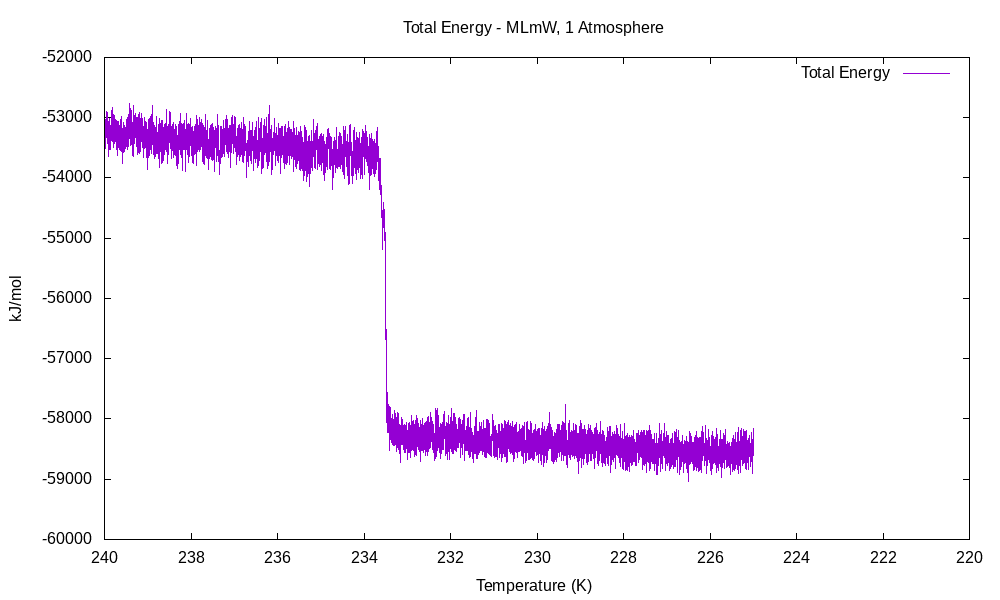 Total Energy - MLmW, 1 Atmosphere
Total Energy
-52000
-53000
-54000
-55000
-56000
-57000
-58000
-59000
-60000
kJ/mol
240 238 236 234 232 230 228 226 224 222 220
Temperature (K)